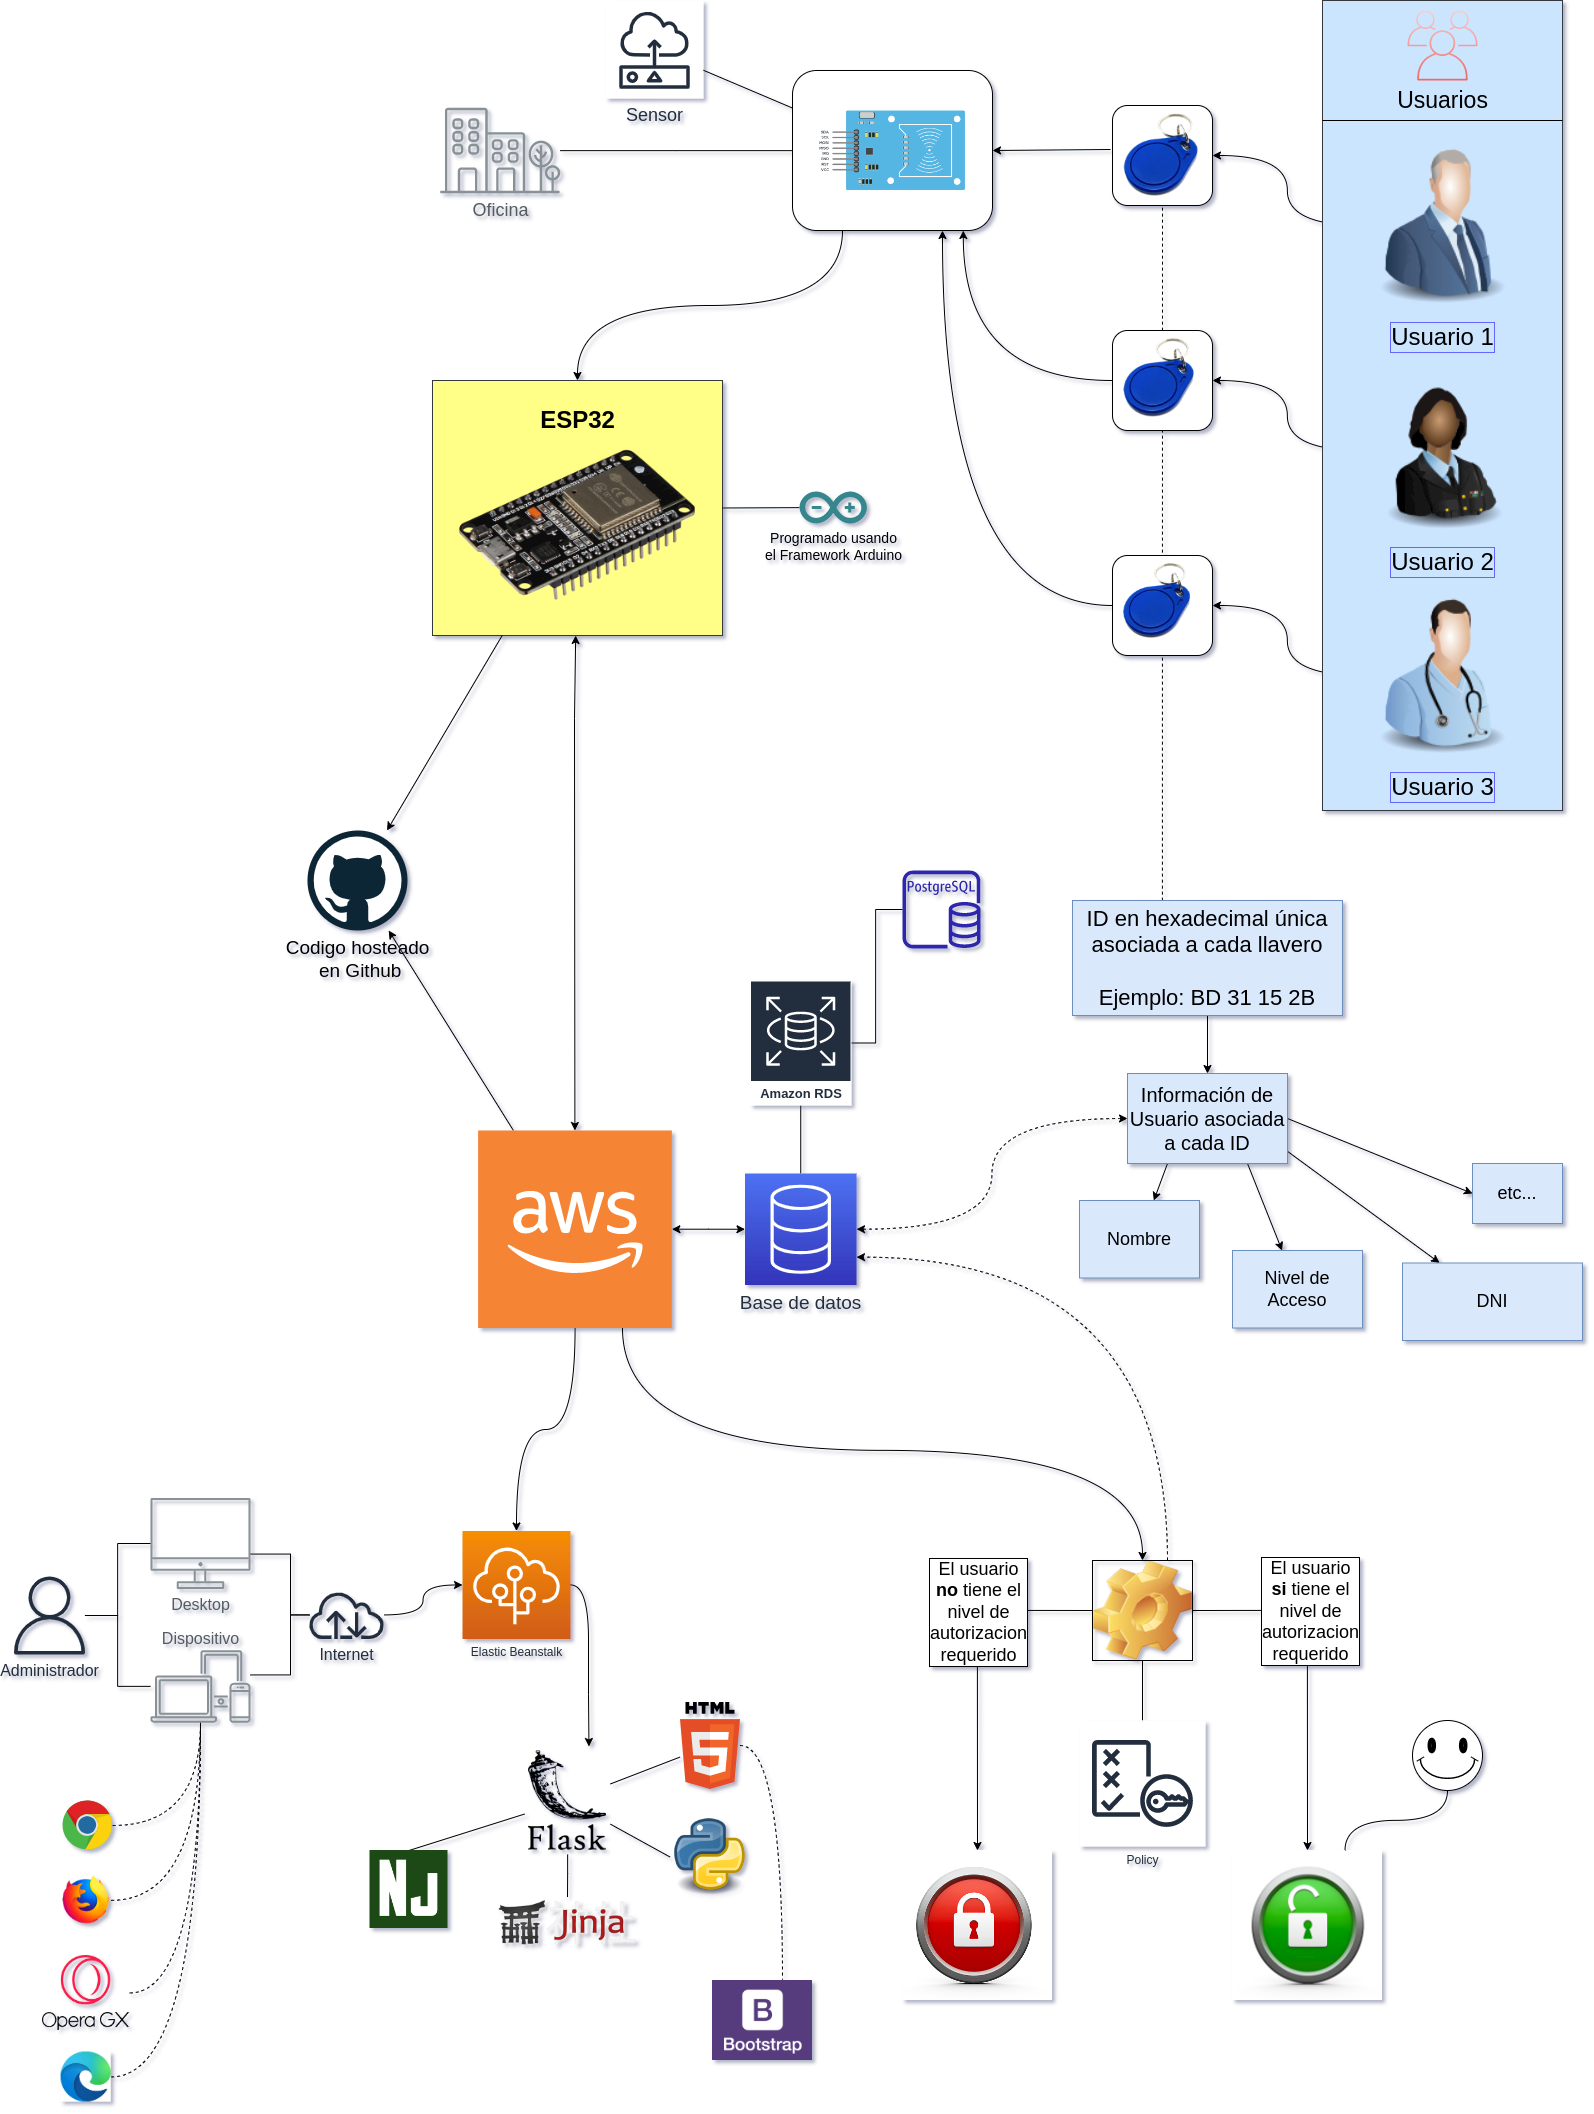 Sensor
Usuarios
Oficina
Usuario 1
ESP32
Programado usando
el Framework Arduino
Usuario 2
Usuario 3
PostgreSQL
Codigo hosteado
en Github
ID en hexadecimal única
asociada a cada llavero
Ejemplo: BD 31 15 2B
Amazon RDS
Información de
Usuario asociada
a cada ID
etc...
aws
Nombre
Nivel de
Acceso
DNI
Base de datos
Desktop
Dispositivo
Administrador
Internet
Elastic Beanstalk
El usuario
no tiene el
nivel de
autorizacion
requerido
El usuario
si tiene el
nivel de
autorizacion
requerido
HTML
5
Flask
NJ
Jinja
Policy
Opera GX
B
Bootstrap